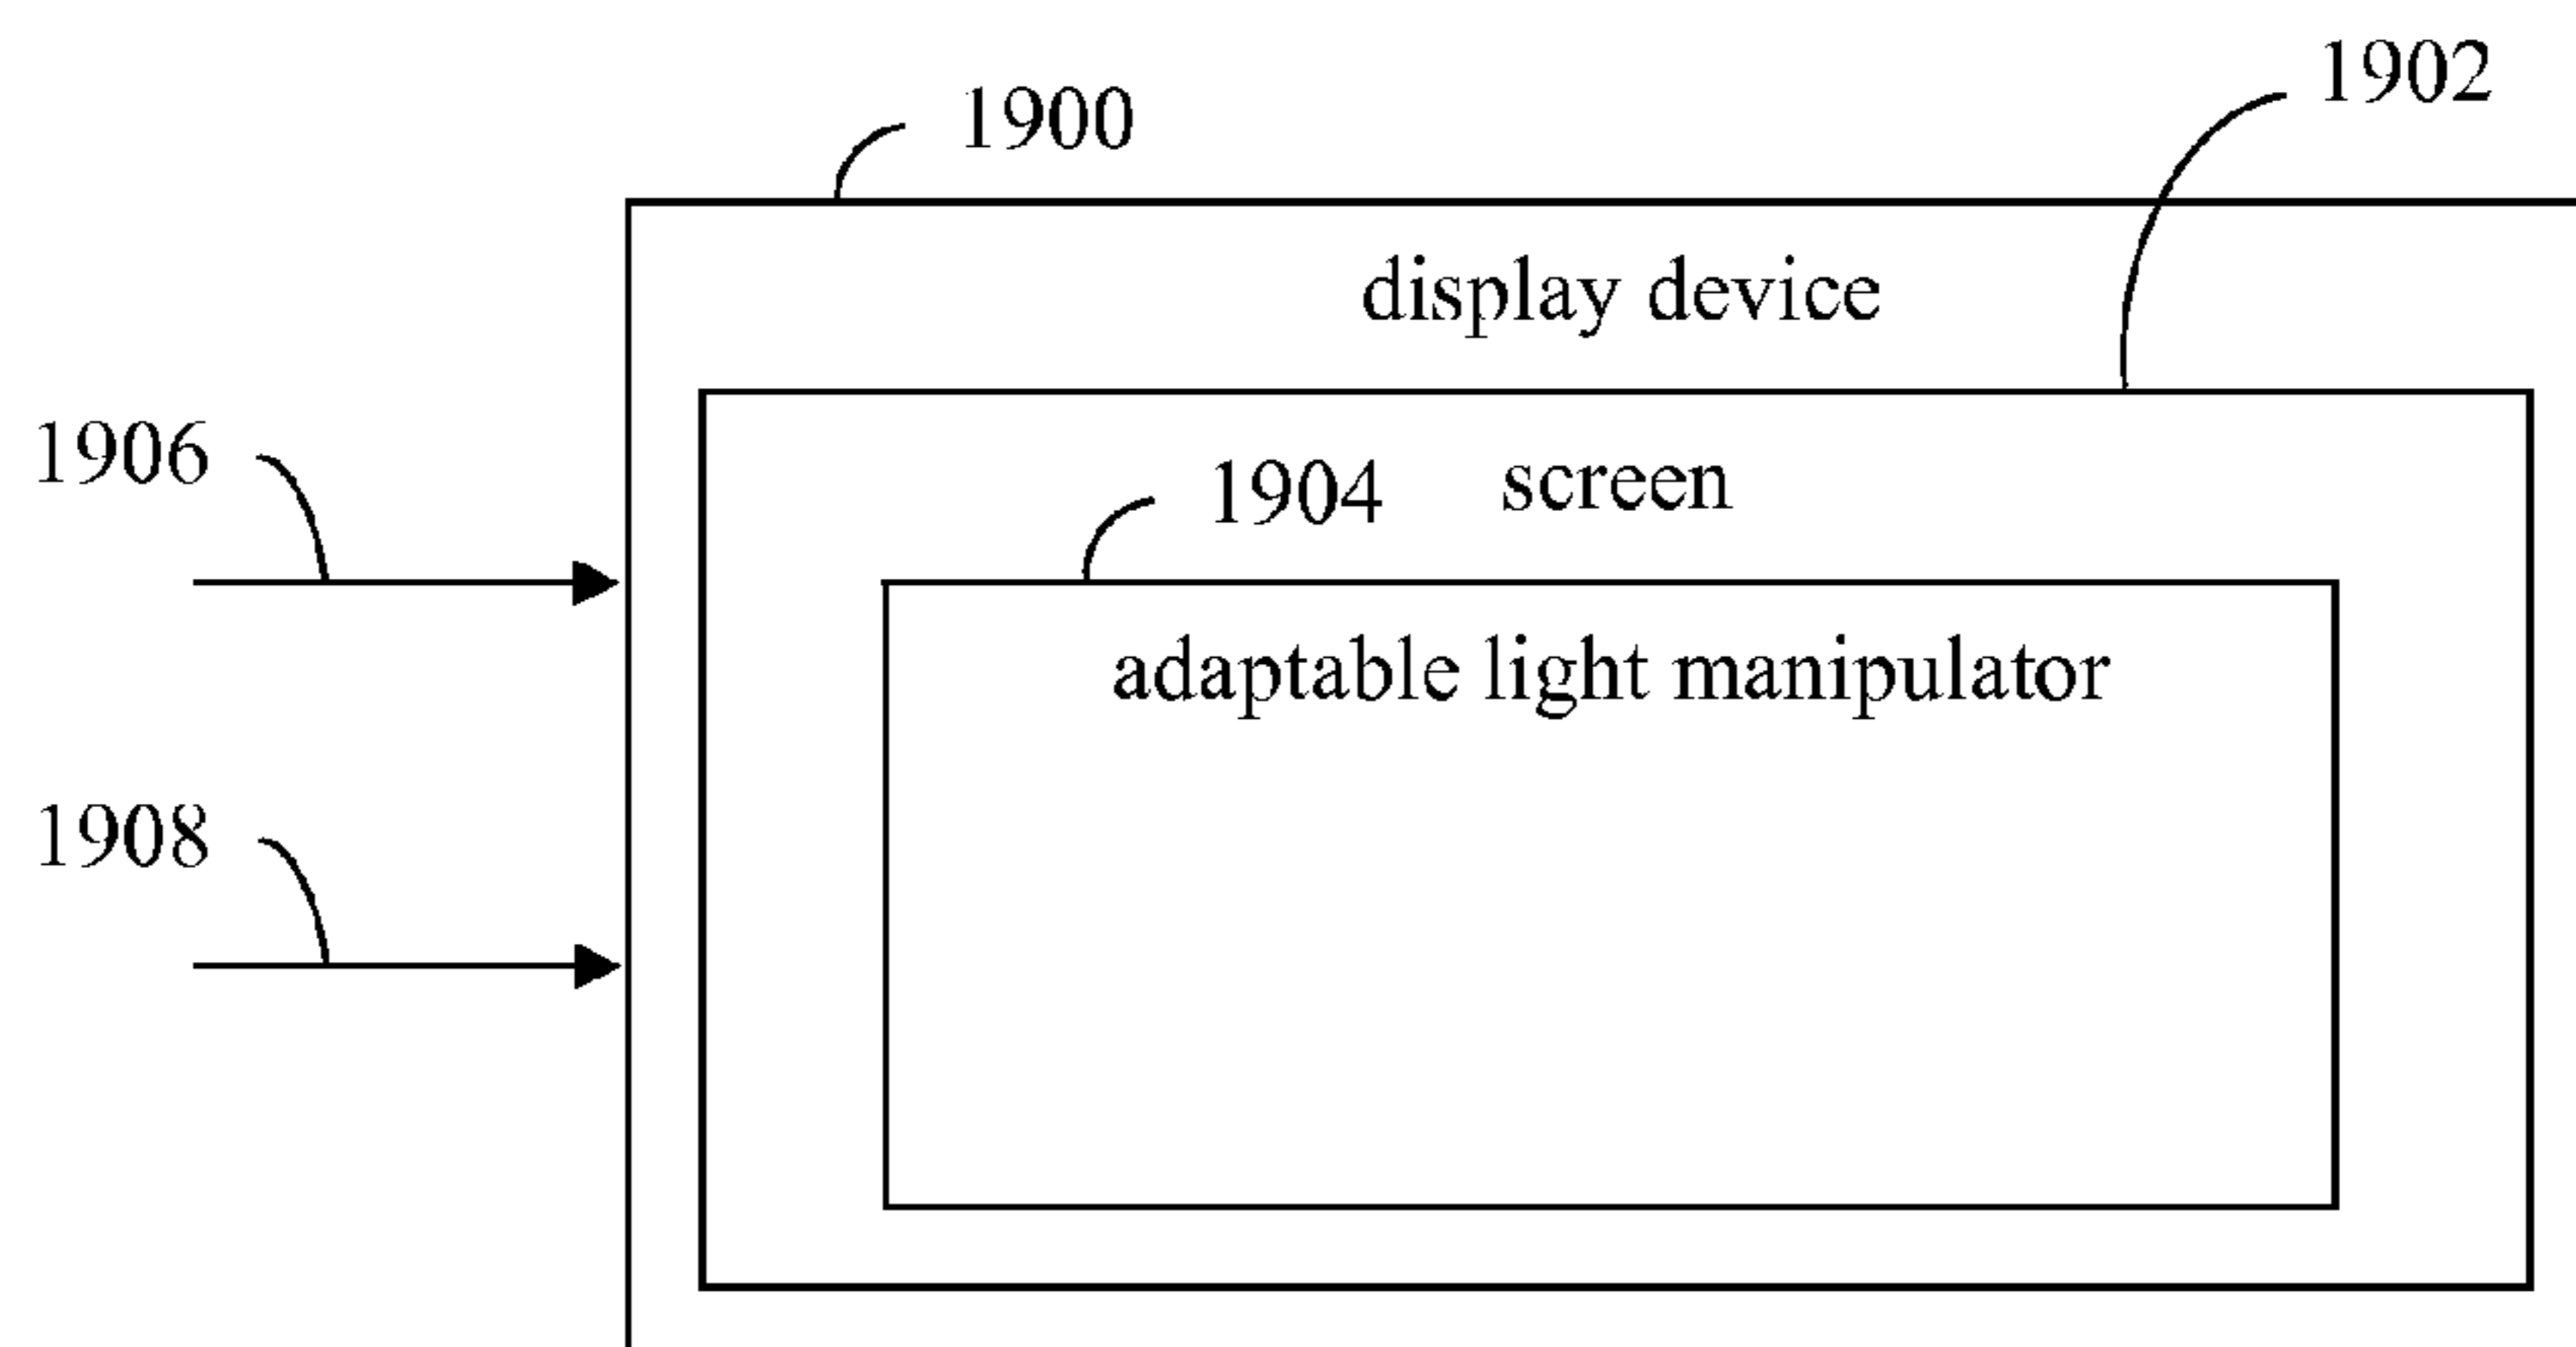 1902
1900
display device
1906
1904 screen
adaptable light manipulator
1908